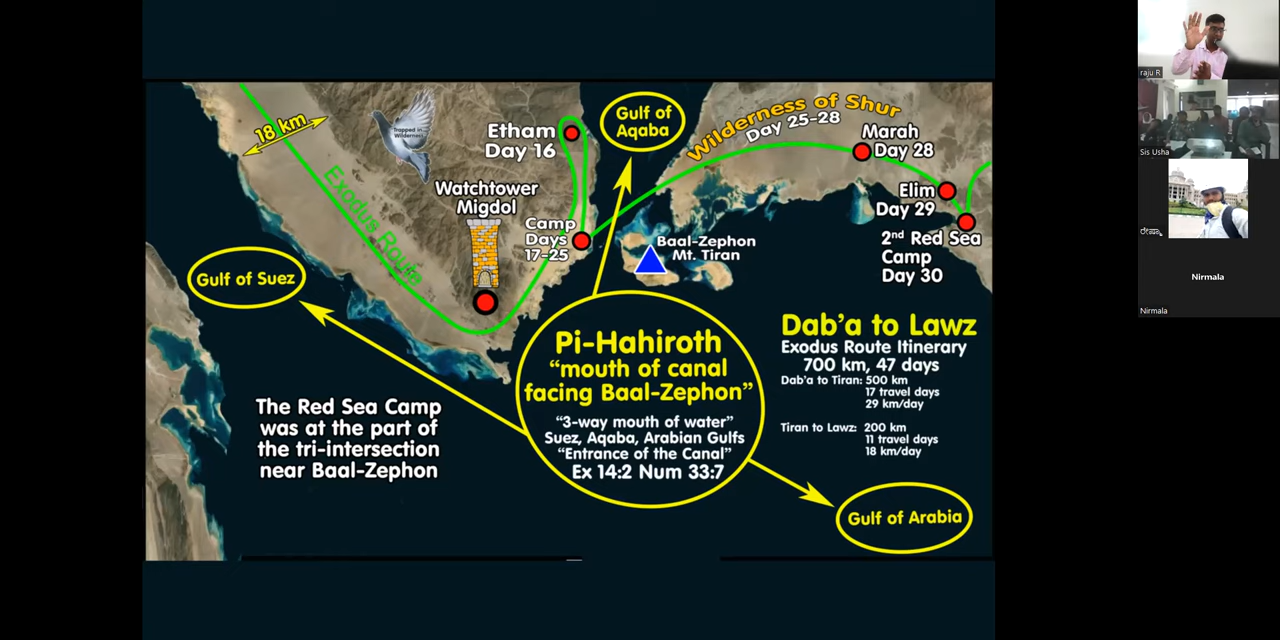 18 km
Exodus Route
Trapped in
Wilderness
Etham
Day 16
Watchtower
Migdol
Camp
Days
17-25
Gulf of
Aqaba
Wilderness of Shur
Day 25-28
Marah
Day 28
Elim
Day 29
2nd Red Sea
Camp
Day 30
Baal-Zephon
Mt. Tiran
Gulf of Suez
Pi-Hahiroth
“mouth of canal
facing Baal-Zephon”
“3-way mouth of water”
Suez, Aqaba, Arabian Gulfs
“Entrance of the Canal”
Ex 14:2 Num 33:7
The Red Sea Camp
was at the part of
the tri-intersection
near Baal-Zephon
Dab’a to Lawz
Exodus Route Itinerary
700 km, 47 days
Dab’a to Tiran: 500 km
17 travel days
29 km/day
Tiran to Lawz: 200 km
11 travel days
18 km/day
Gulf of Arabia
raju R
Sis Usha
Nirmala
Nirmala